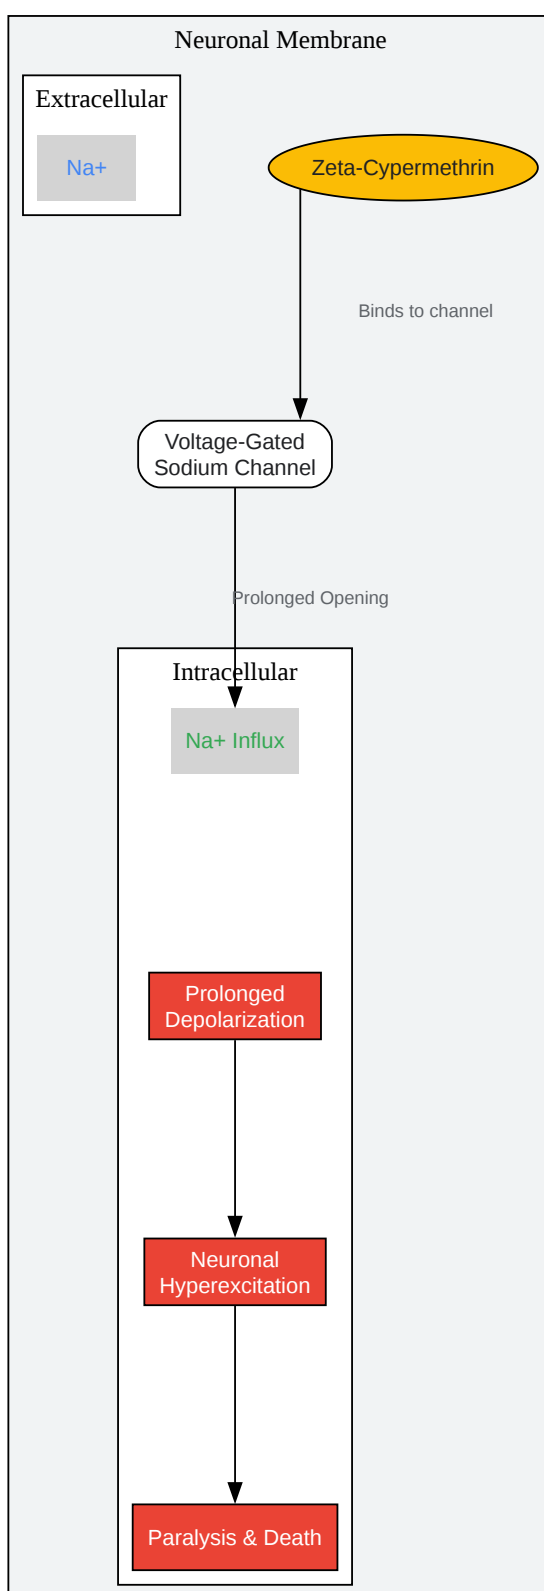 Neuronal Membrane
Extracellular
Na+
Zeta-Cypermethrin
Binds to channel
Voltage-Gated
Sodium Channel
Prolonged Opening
Intracellular
Na+ Influx
Prolonged
Depolarization
Neuronal
Hyperexcitation
Paralysis & Death